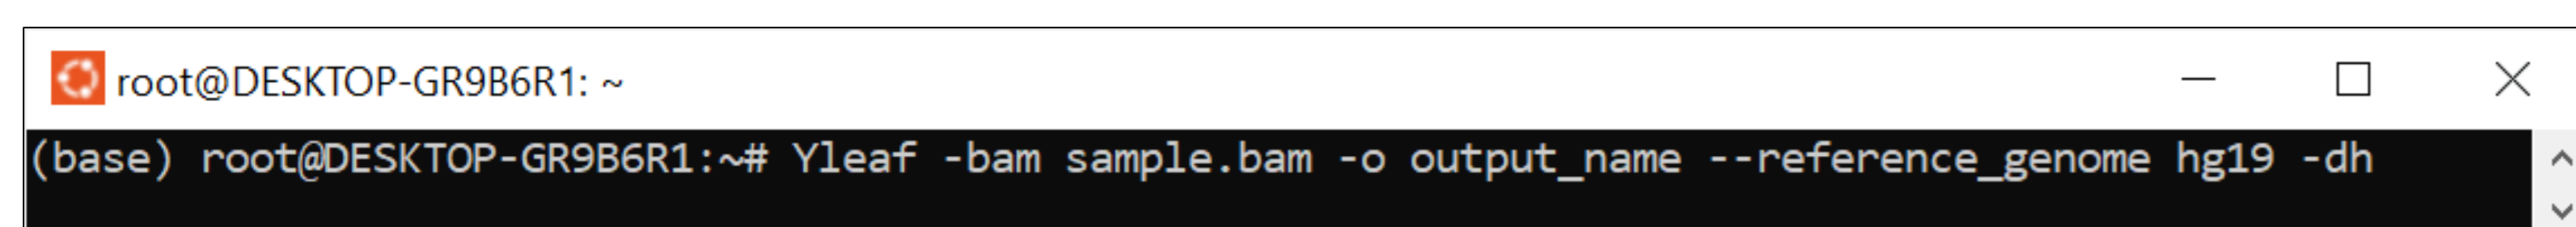 root@DESKTOP-GR9B6R1: ~
(base) root@DESKTOP-GR9B6R1:~# Yleaf -bam sample.bam -o output_name --reference_genome hg19 -dh